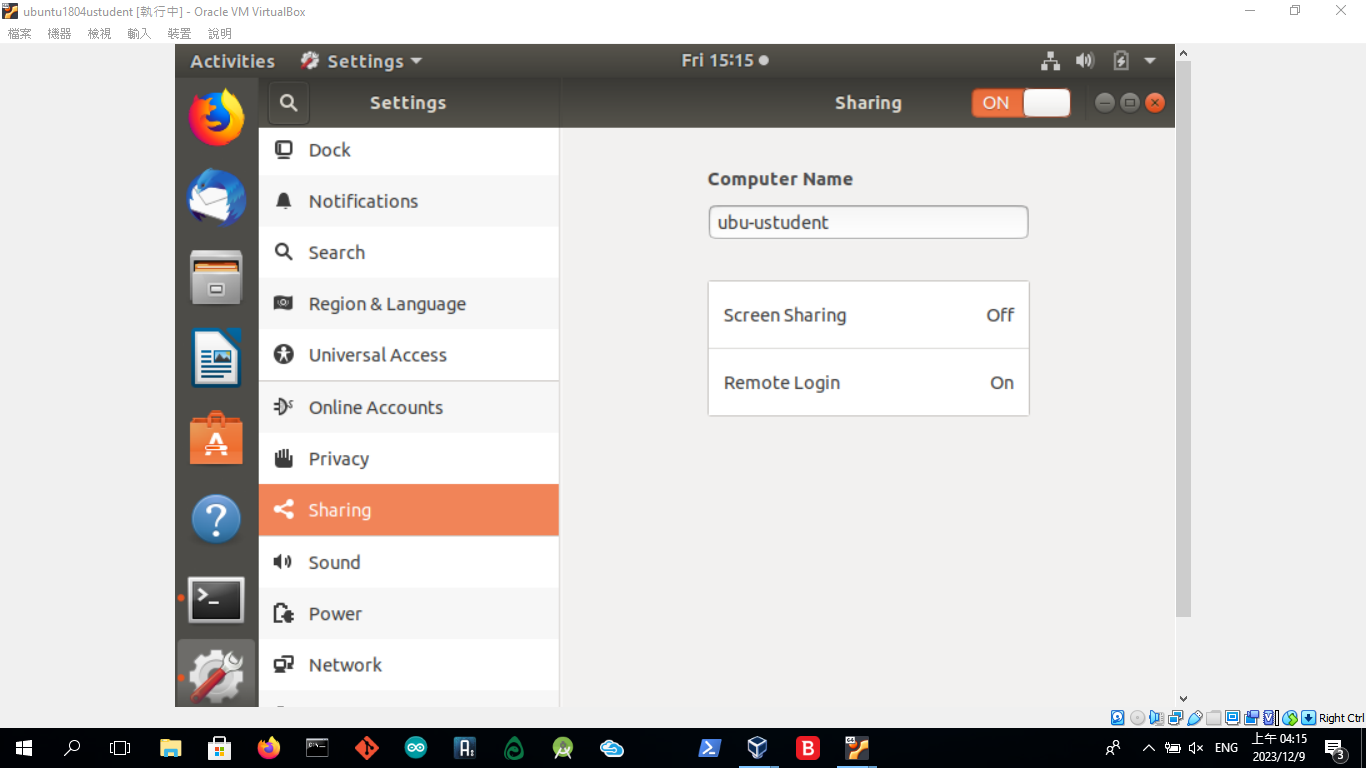 ubuntu1804ustudent [執行中] - Oracle VM VirtualBox
檔案 機器 檢視 輸入 裝置 說明
Activities Settings Fri 15:15
Settings Sharing ON
Dock
Notifications
Search
Region & Language
Universal Access
Online Accounts
Privacy
Sharing
Sound
Power
Network
Computer Name
ubu-ustudent
Screen Sharing Off
Remote Login On
Right Ctrl
ENG
上午 04:15
2023/12/9
3